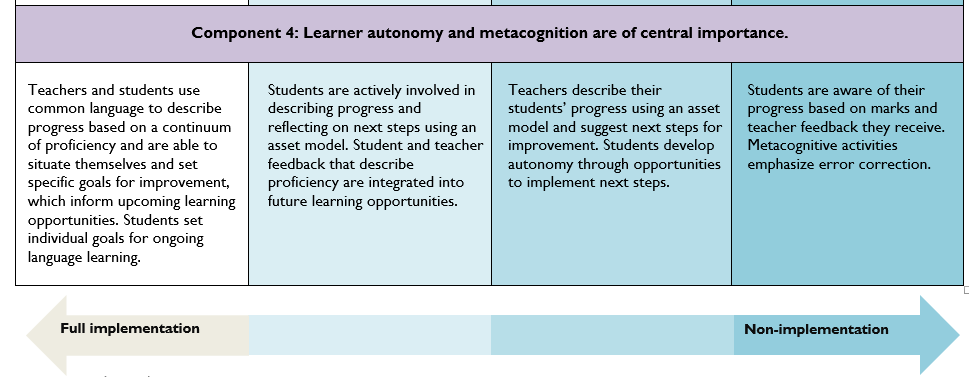 Component 4: Learner autonomy and metacognition are of central importance.
Teachers and students use
common language to describe
progress based on a continuum
of proficiency and are able to
situate themselves and set
specific goals for improvement,
which inform upcoming learning
opportunities. Students set
individual goals for ongoing
language learning.
Students are actively involved in
describing progress and
reflecting on next steps using an
asset model. Student and teacher
feedback that describe
proficiency are integrated into
future learning opportunities.
Teachers describe their
students’ progress using an asset
model and suggest next steps for
improvement. Students develop
autonomy through opportunities
to implement next steps.
Students are aware of their
progress based on marks and
teacher feedback they receive.
Metacognitive activities
emphasize error correction.
Full implementation
Non-implementation